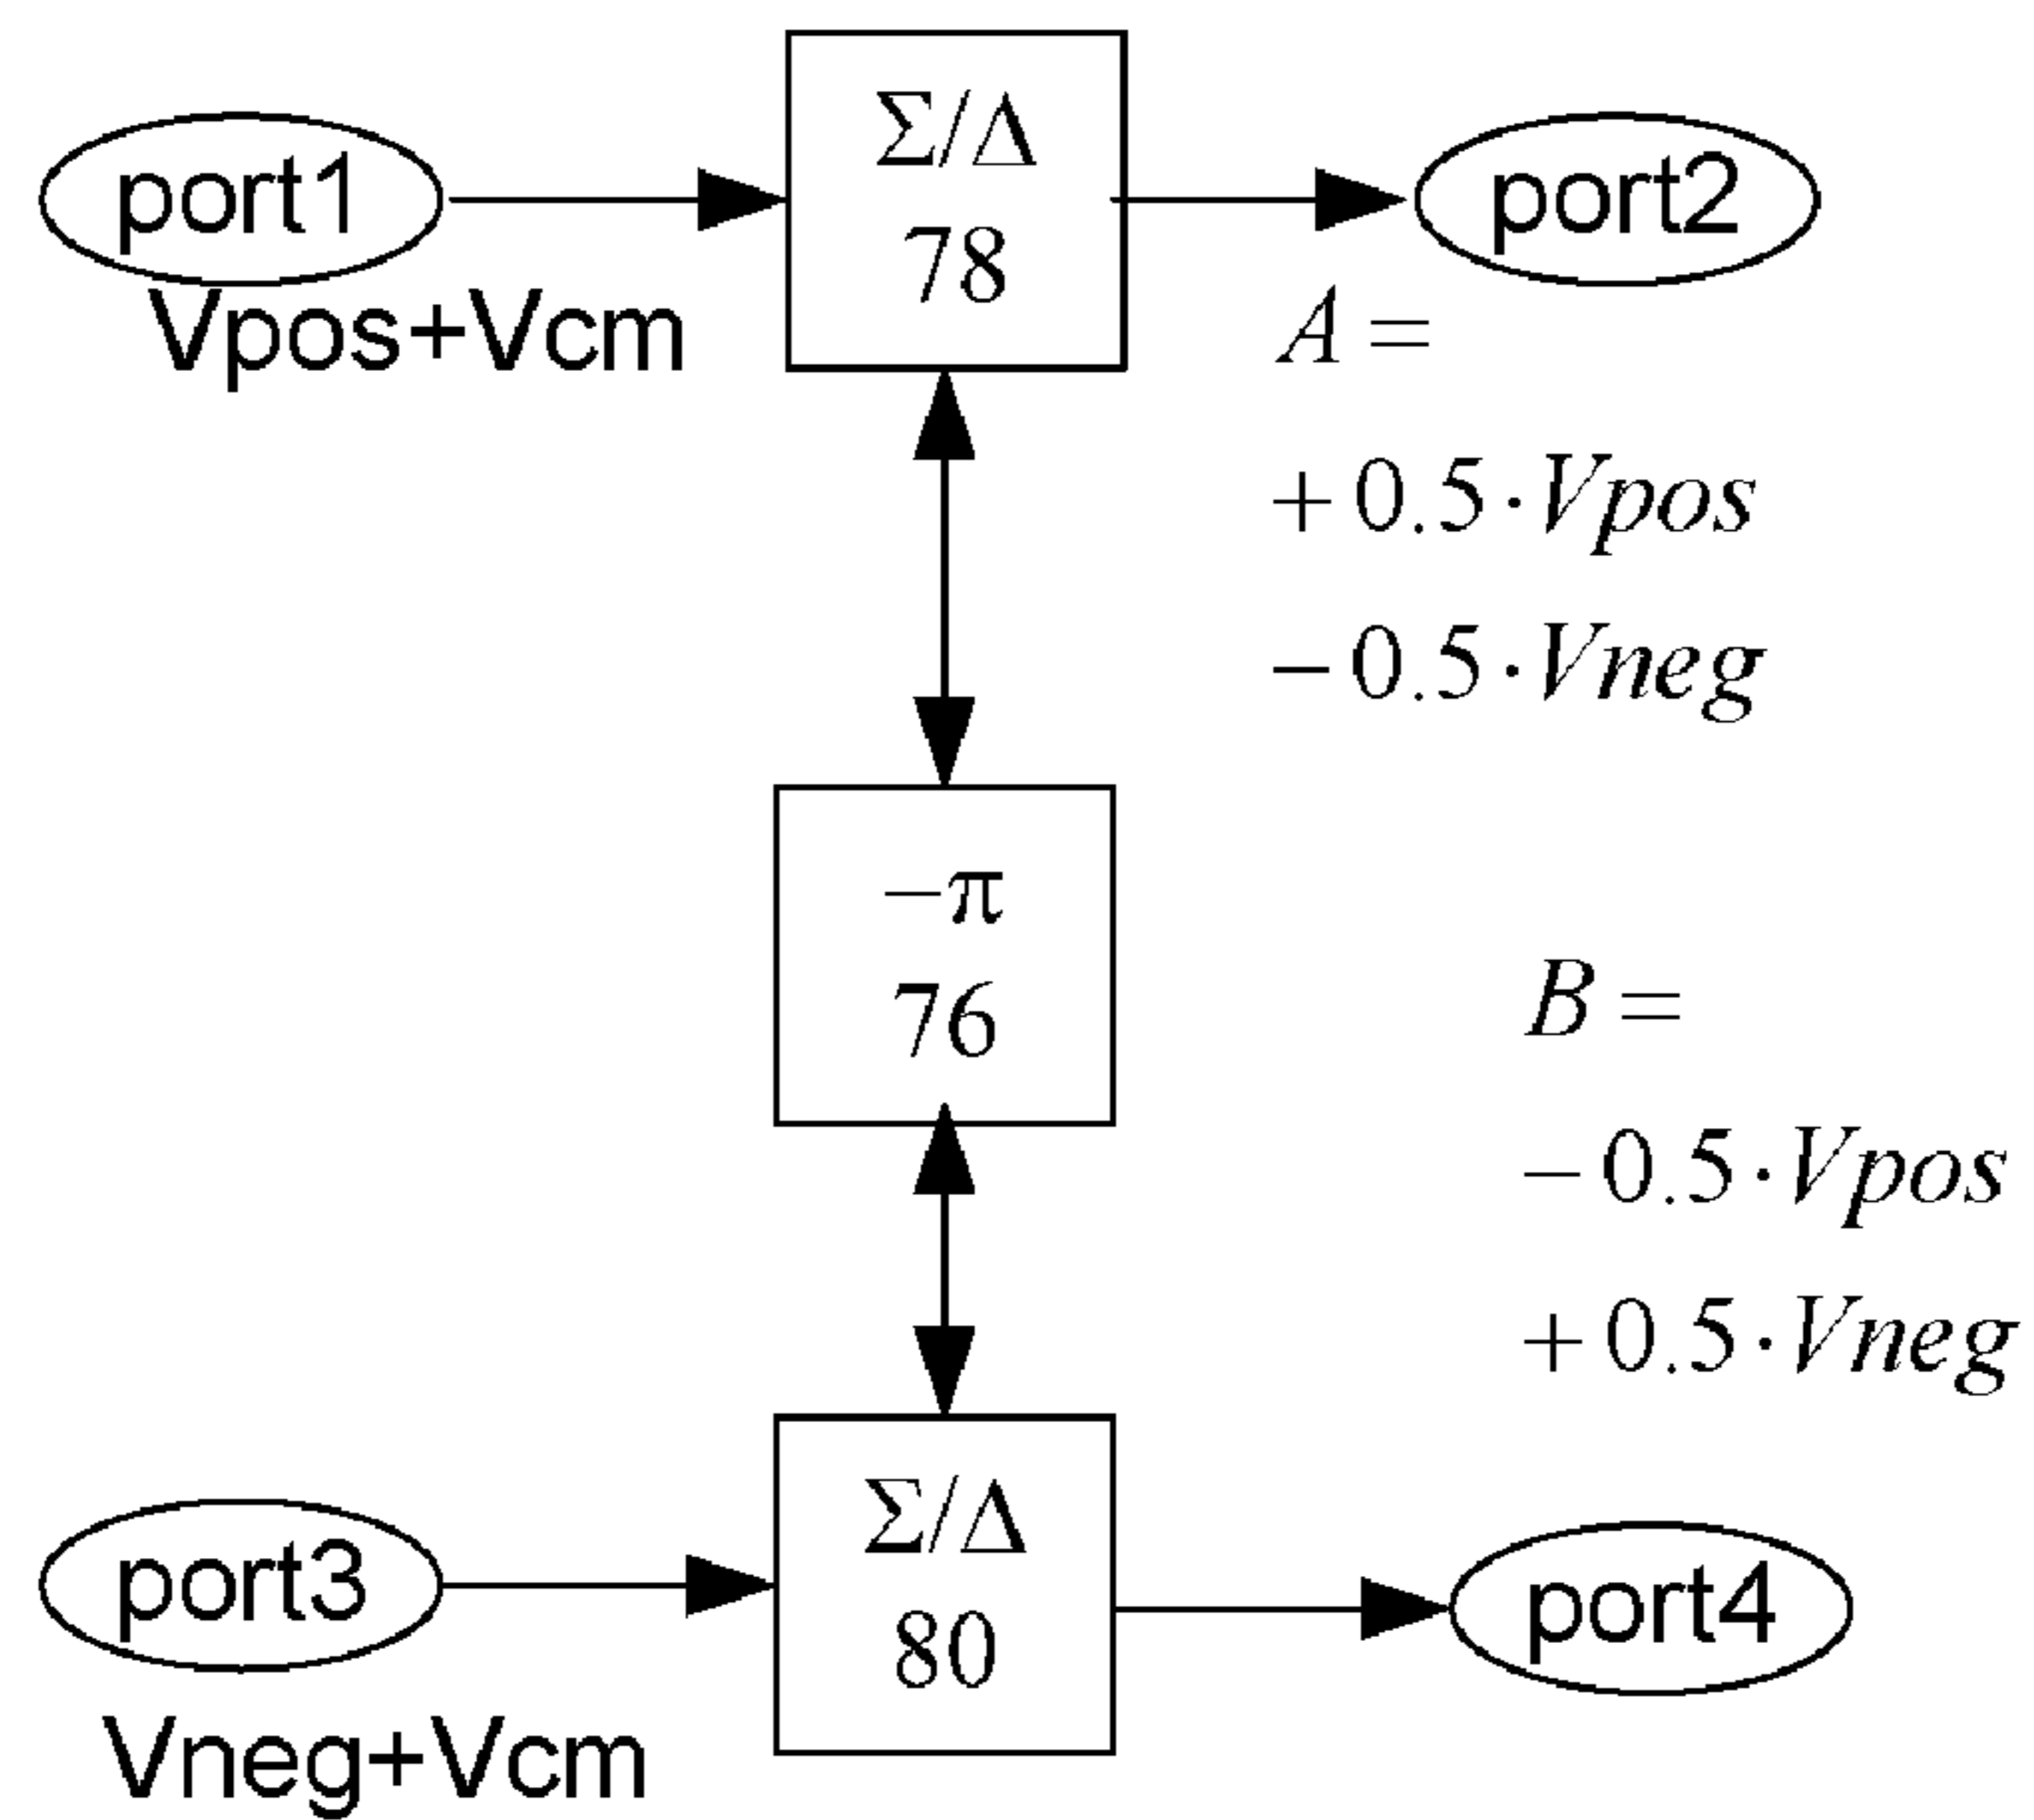 Σ/Δ
78
port1
port2
Vpos+Vcm
A =
+ 0.5 · Vpos
− 0.5 · Vneg
−π
76
B =
− 0.5 · Vpos
+ 0.5 · Vneg
Σ/Δ
80
port3
port4
Vneg+Vcm